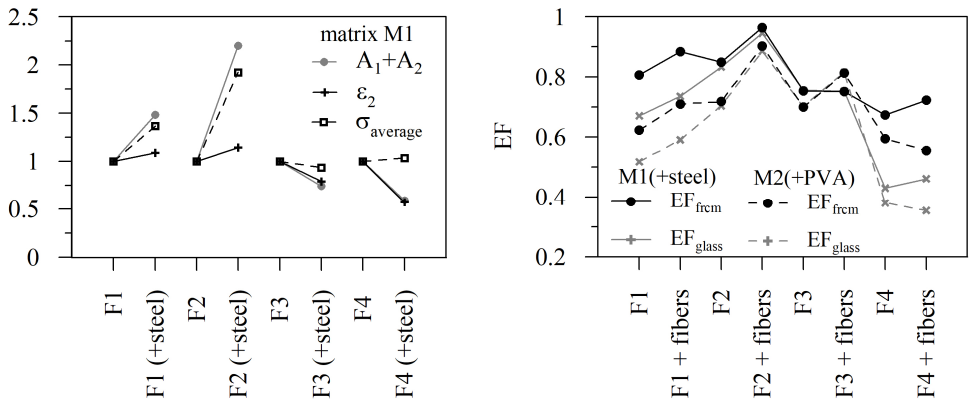 2.5
2
1.5
1
0.5
0
matrix M1
A₁+A₂
ε₂
σaverage
F1
F1 (+steel)
F2
F2 (+steel)
F3
F3 (+steel)
F4
F4 (+steel)
EF
1
0.8
0.6
0.4
0.2
M1(+steel) M2(+PVA)
EFfrcm EFfrcm
EFglass EFglass
F1
F1 + fibers
F2
F2 + fibers
F3
F3 + fibers
F4
F4 + fibers